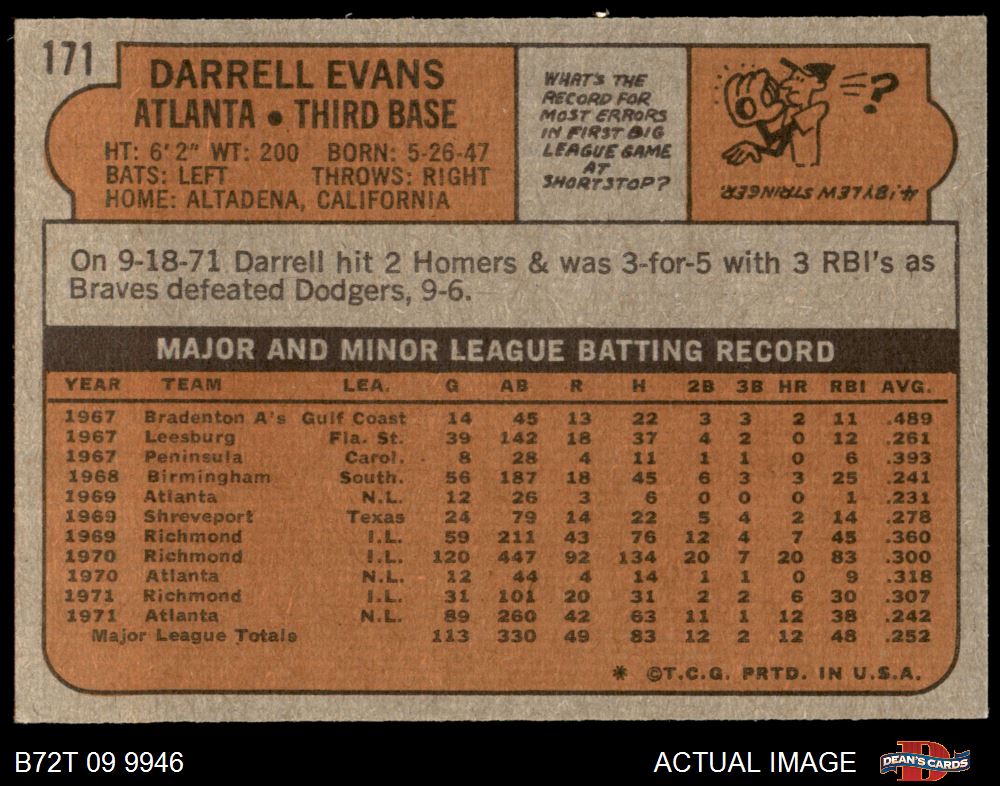 171
DARRELL EVANS
ATLANTA • THIRD BASE
HT: 6'2" WT: 200 BORN: 5-26-47
BATS: LEFT THROWS: RIGHT
HOME: ALTADENA, CALIFORNIA
WHAT'S THE
RECORD FOR
MOST ERRORS
IN FIRST BIG
LEAGUE GAME
AT
SHORTSTOP?
?
4, BY LEW STRINGER.
On 9-18-71 Darrell hit 2 Homers & was 3-for-5 with 3 RBI's as
Braves defeated Dodgers, 9-6.
MAJOR AND MINOR LEAGUE BATTING RECORD
YEAR TEAM LEA. G AB R H 2B 3B HR RBI AVG.
1967 Bradenton A's Gulf Coast 14 45 13 22 3 3 2 11 .489
1967 Leesburg Fla. St. 39 142 18 37 4 2 0 12 .261
1967 Peninsula Carol. 8 28 4 11 1 1 0 6 .393
1968 Birmingham South. 56 187 18 45 6 3 3 25 .241
1969 Atlanta N.L. 12 26 3 6 0 0 0 1 .231
1969 Shreveport Texas 24 79 14 22 5 4 2 14 .278
1969 Richmond I.L. 59 211 43 76 12 4 7 45 .360
1970 Richmond I.L. 120 447 92 134 20 7 20 83 .300
1970 Atlanta N.L. 12 44 4 14 1 1 0 9 .318
1971 Richmond I.L. 31 101 20 31 2 2 6 30 .307
1971 Atlanta N.L. 89 260 42 63 11 1 12 38 .242
Major League Totals 113 330 49 83 12 2 12 48 .252
* ©T.C.G. PRTD. IN U.S.A.
B72T 09 9946
ACTUAL IMAGE
D
DEAN'S CARDS